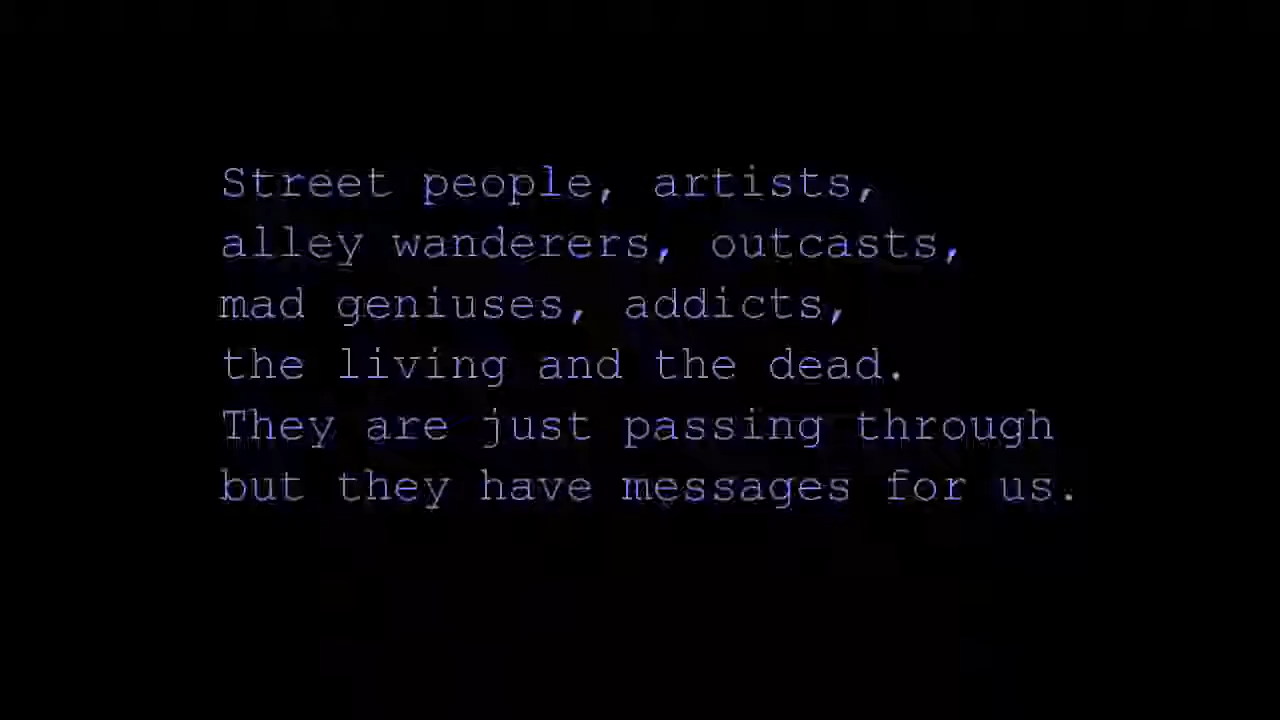 Street people, artists,
alley wanderers, outcasts,
mad geniuses, addicts,
the living and the dead.
They are just passing through
but they have messages for us.